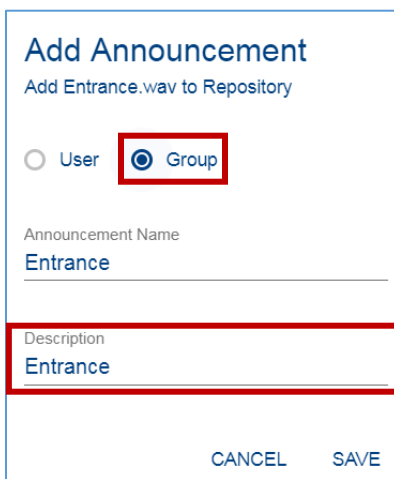 Add Announcement
Add Entrance.wav to Repository
User Group
Announcement Name
Entrance
Description
Entrance
CANCEL SAVE